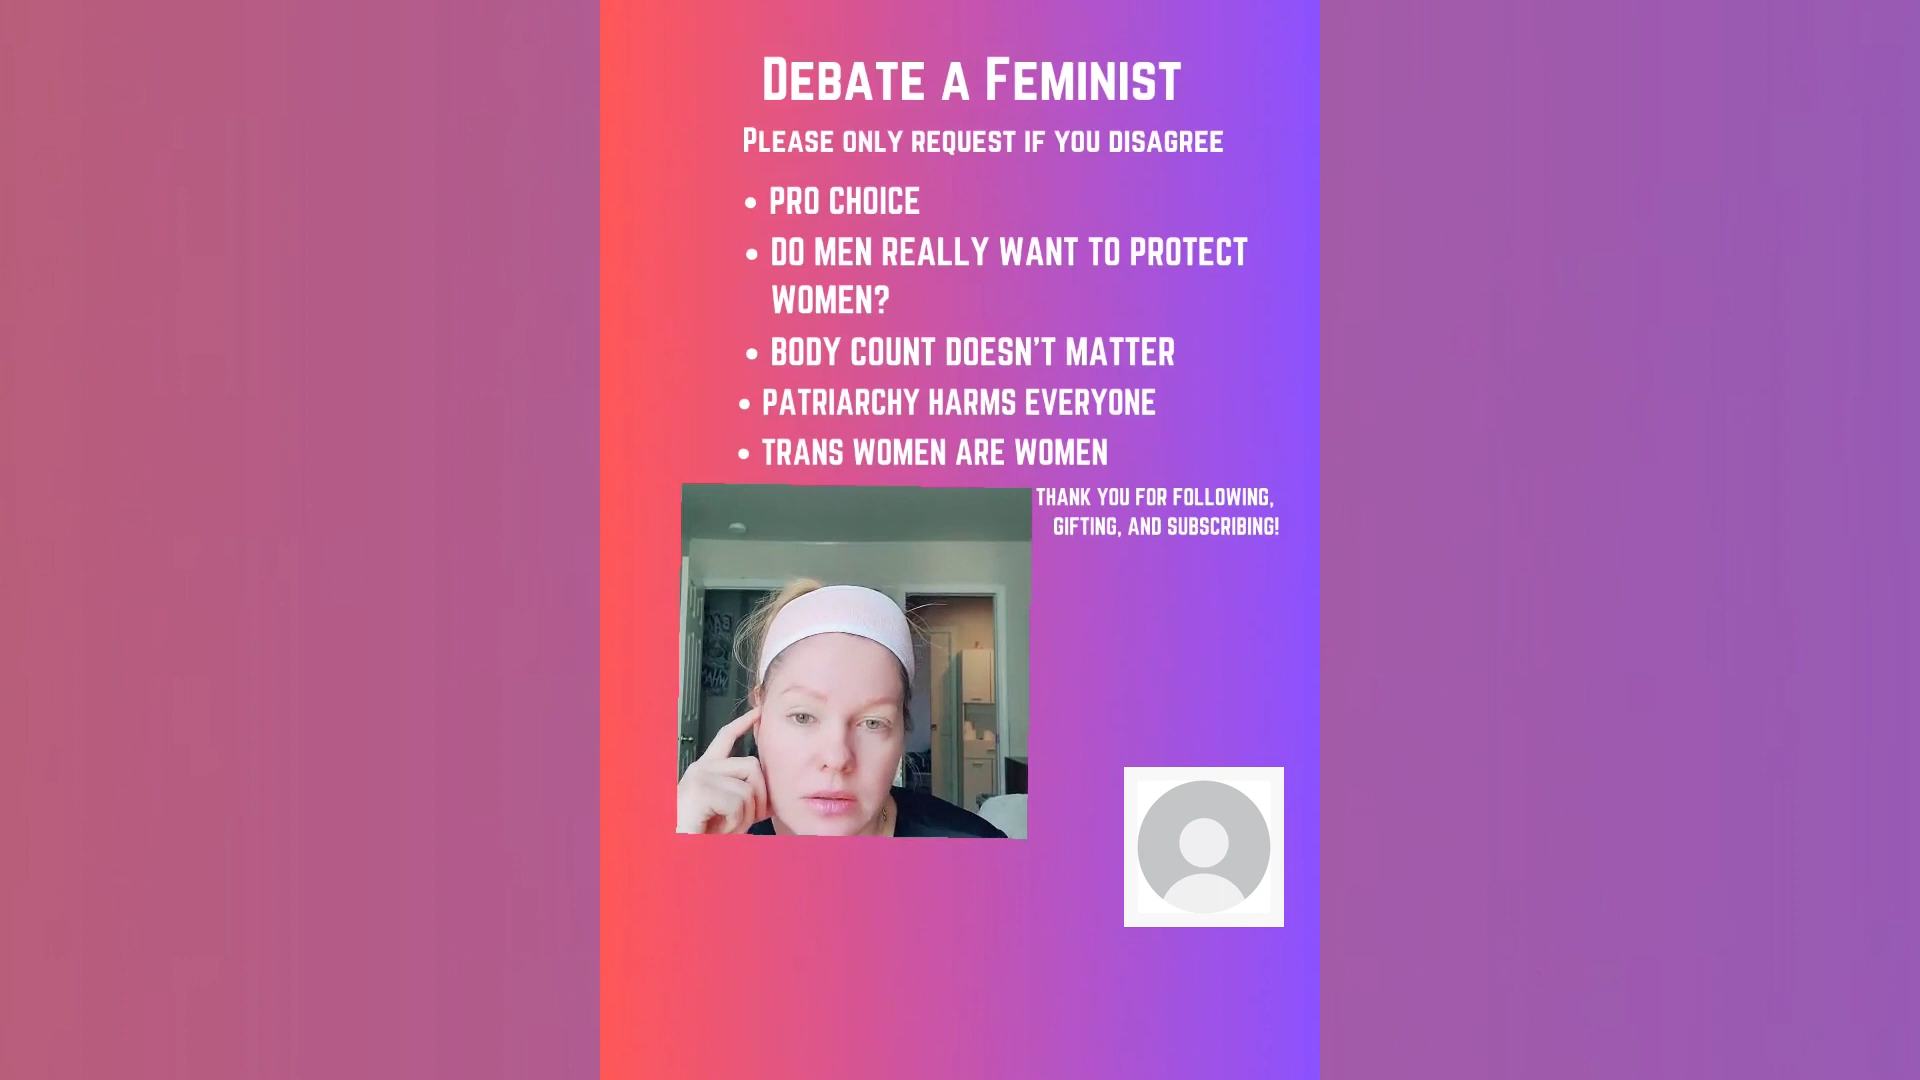 Debate a Feminist
Please only request if you disagree
• PRO CHOICE
• DO MEN REALLY WANT TO PROTECT
WOMEN?
• BODY COUNT DOESN'T MATTER
• PATRIARCHY HARMS EVERYONE
• TRANS WOMEN ARE WOMEN
THANK YOU FOR FOLLOWING,
GIFTING, AND SUBSCRIBING!